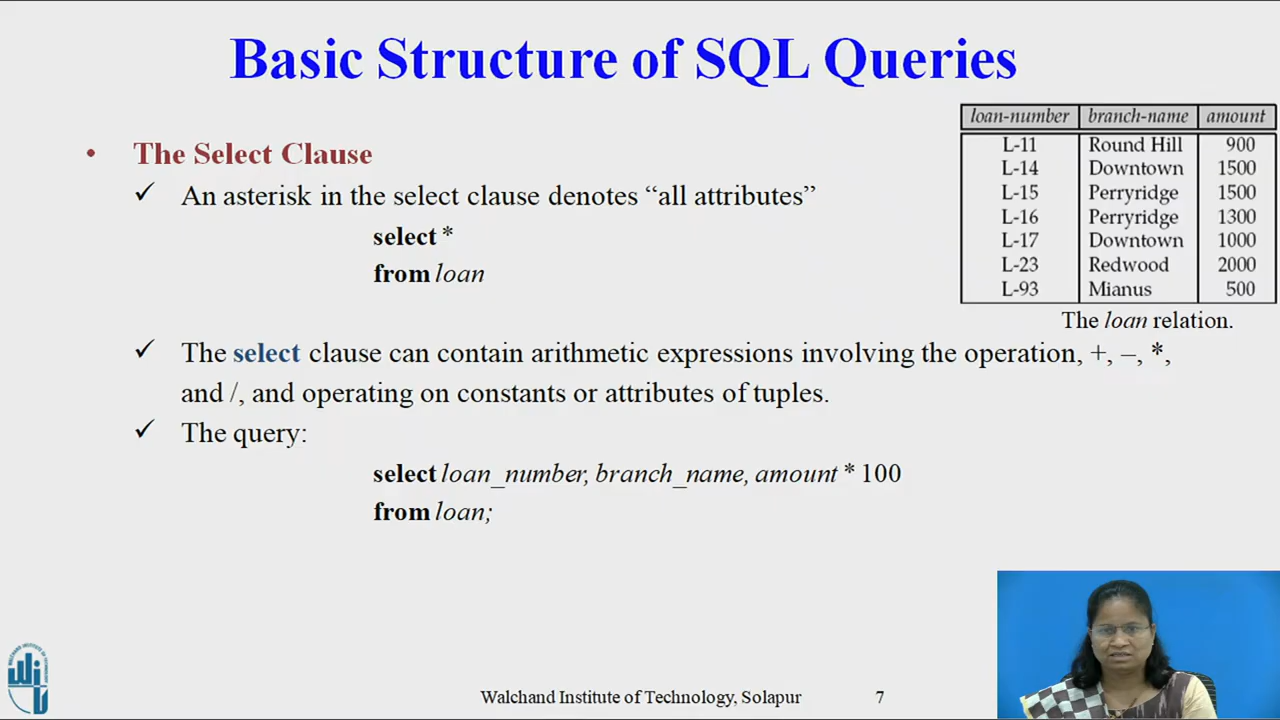 Basic Structure of SQL Queries
• The Select Clause
✓ An asterisk in the select clause denotes “all attributes”
select *
from loan
loan-number branch-name amount
L-11 Round Hill 900
L-14 Downtown 1500
L-15 Perryridge 1500
L-16 Perryridge 1300
L-17 Downtown 1000
L-23 Redwood 2000
L-93 Mianus 500
The loan relation.
✓ The select clause can contain arithmetic expressions involving the operation, +, –, *,
and /, and operating on constants or attributes of tuples.
✓ The query:
select loan_number, branch_name, amount * 100
from loan;
Walchand Institute of Technology, Solapur 7